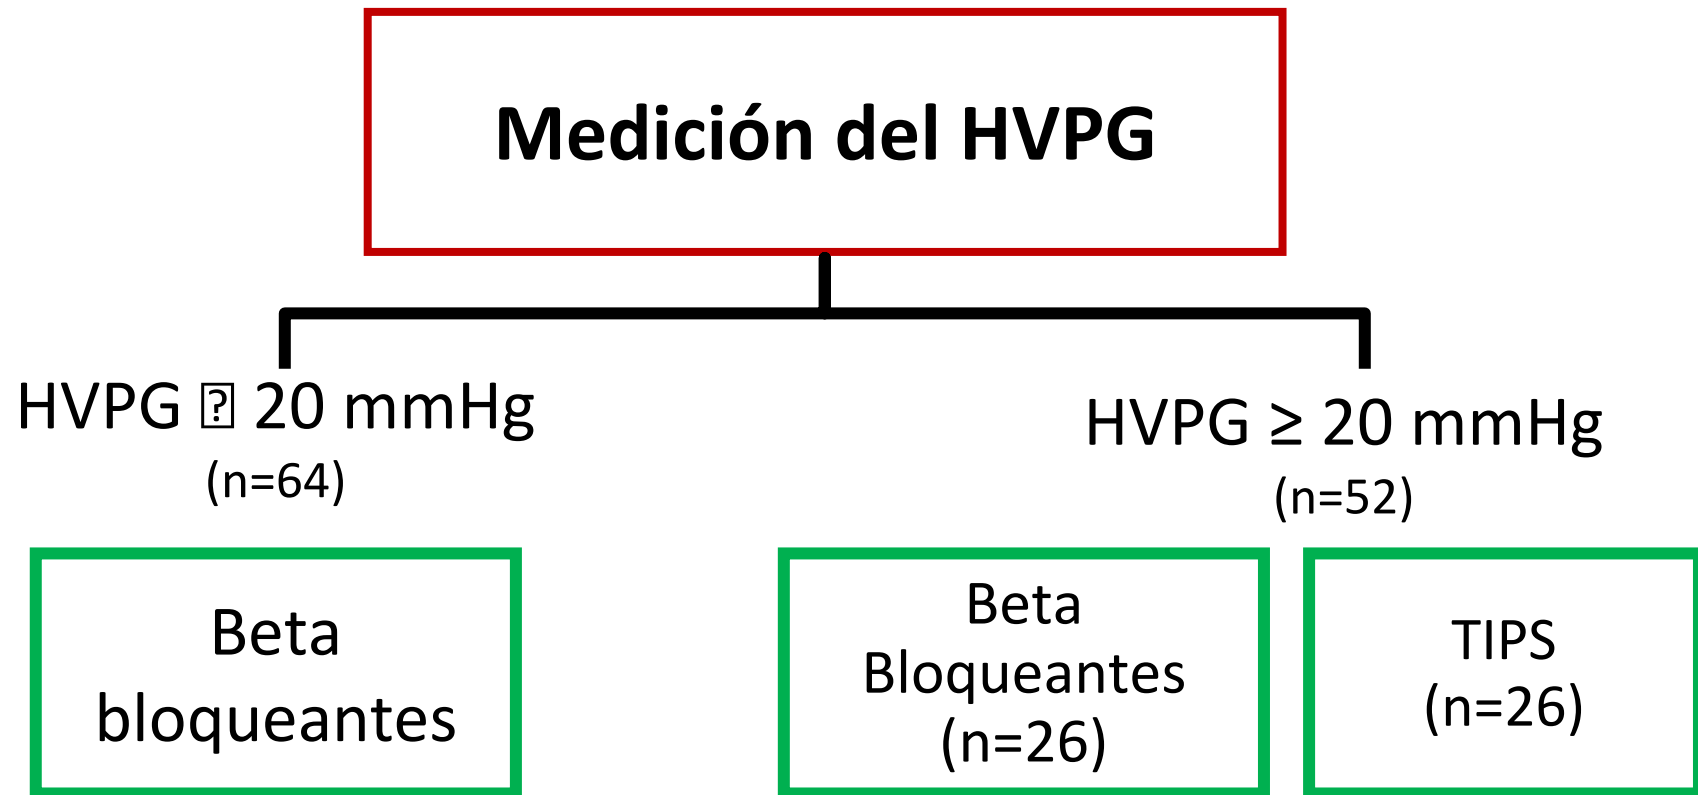 Medición del HVPG
HVPG ⍰ 20 mmHg
(n=64)
HVPG ≥ 20 mmHg
(n=52)
Beta
bloqueantes
Beta
Bloqueantes
(n=26)
TIPS
(n=26)